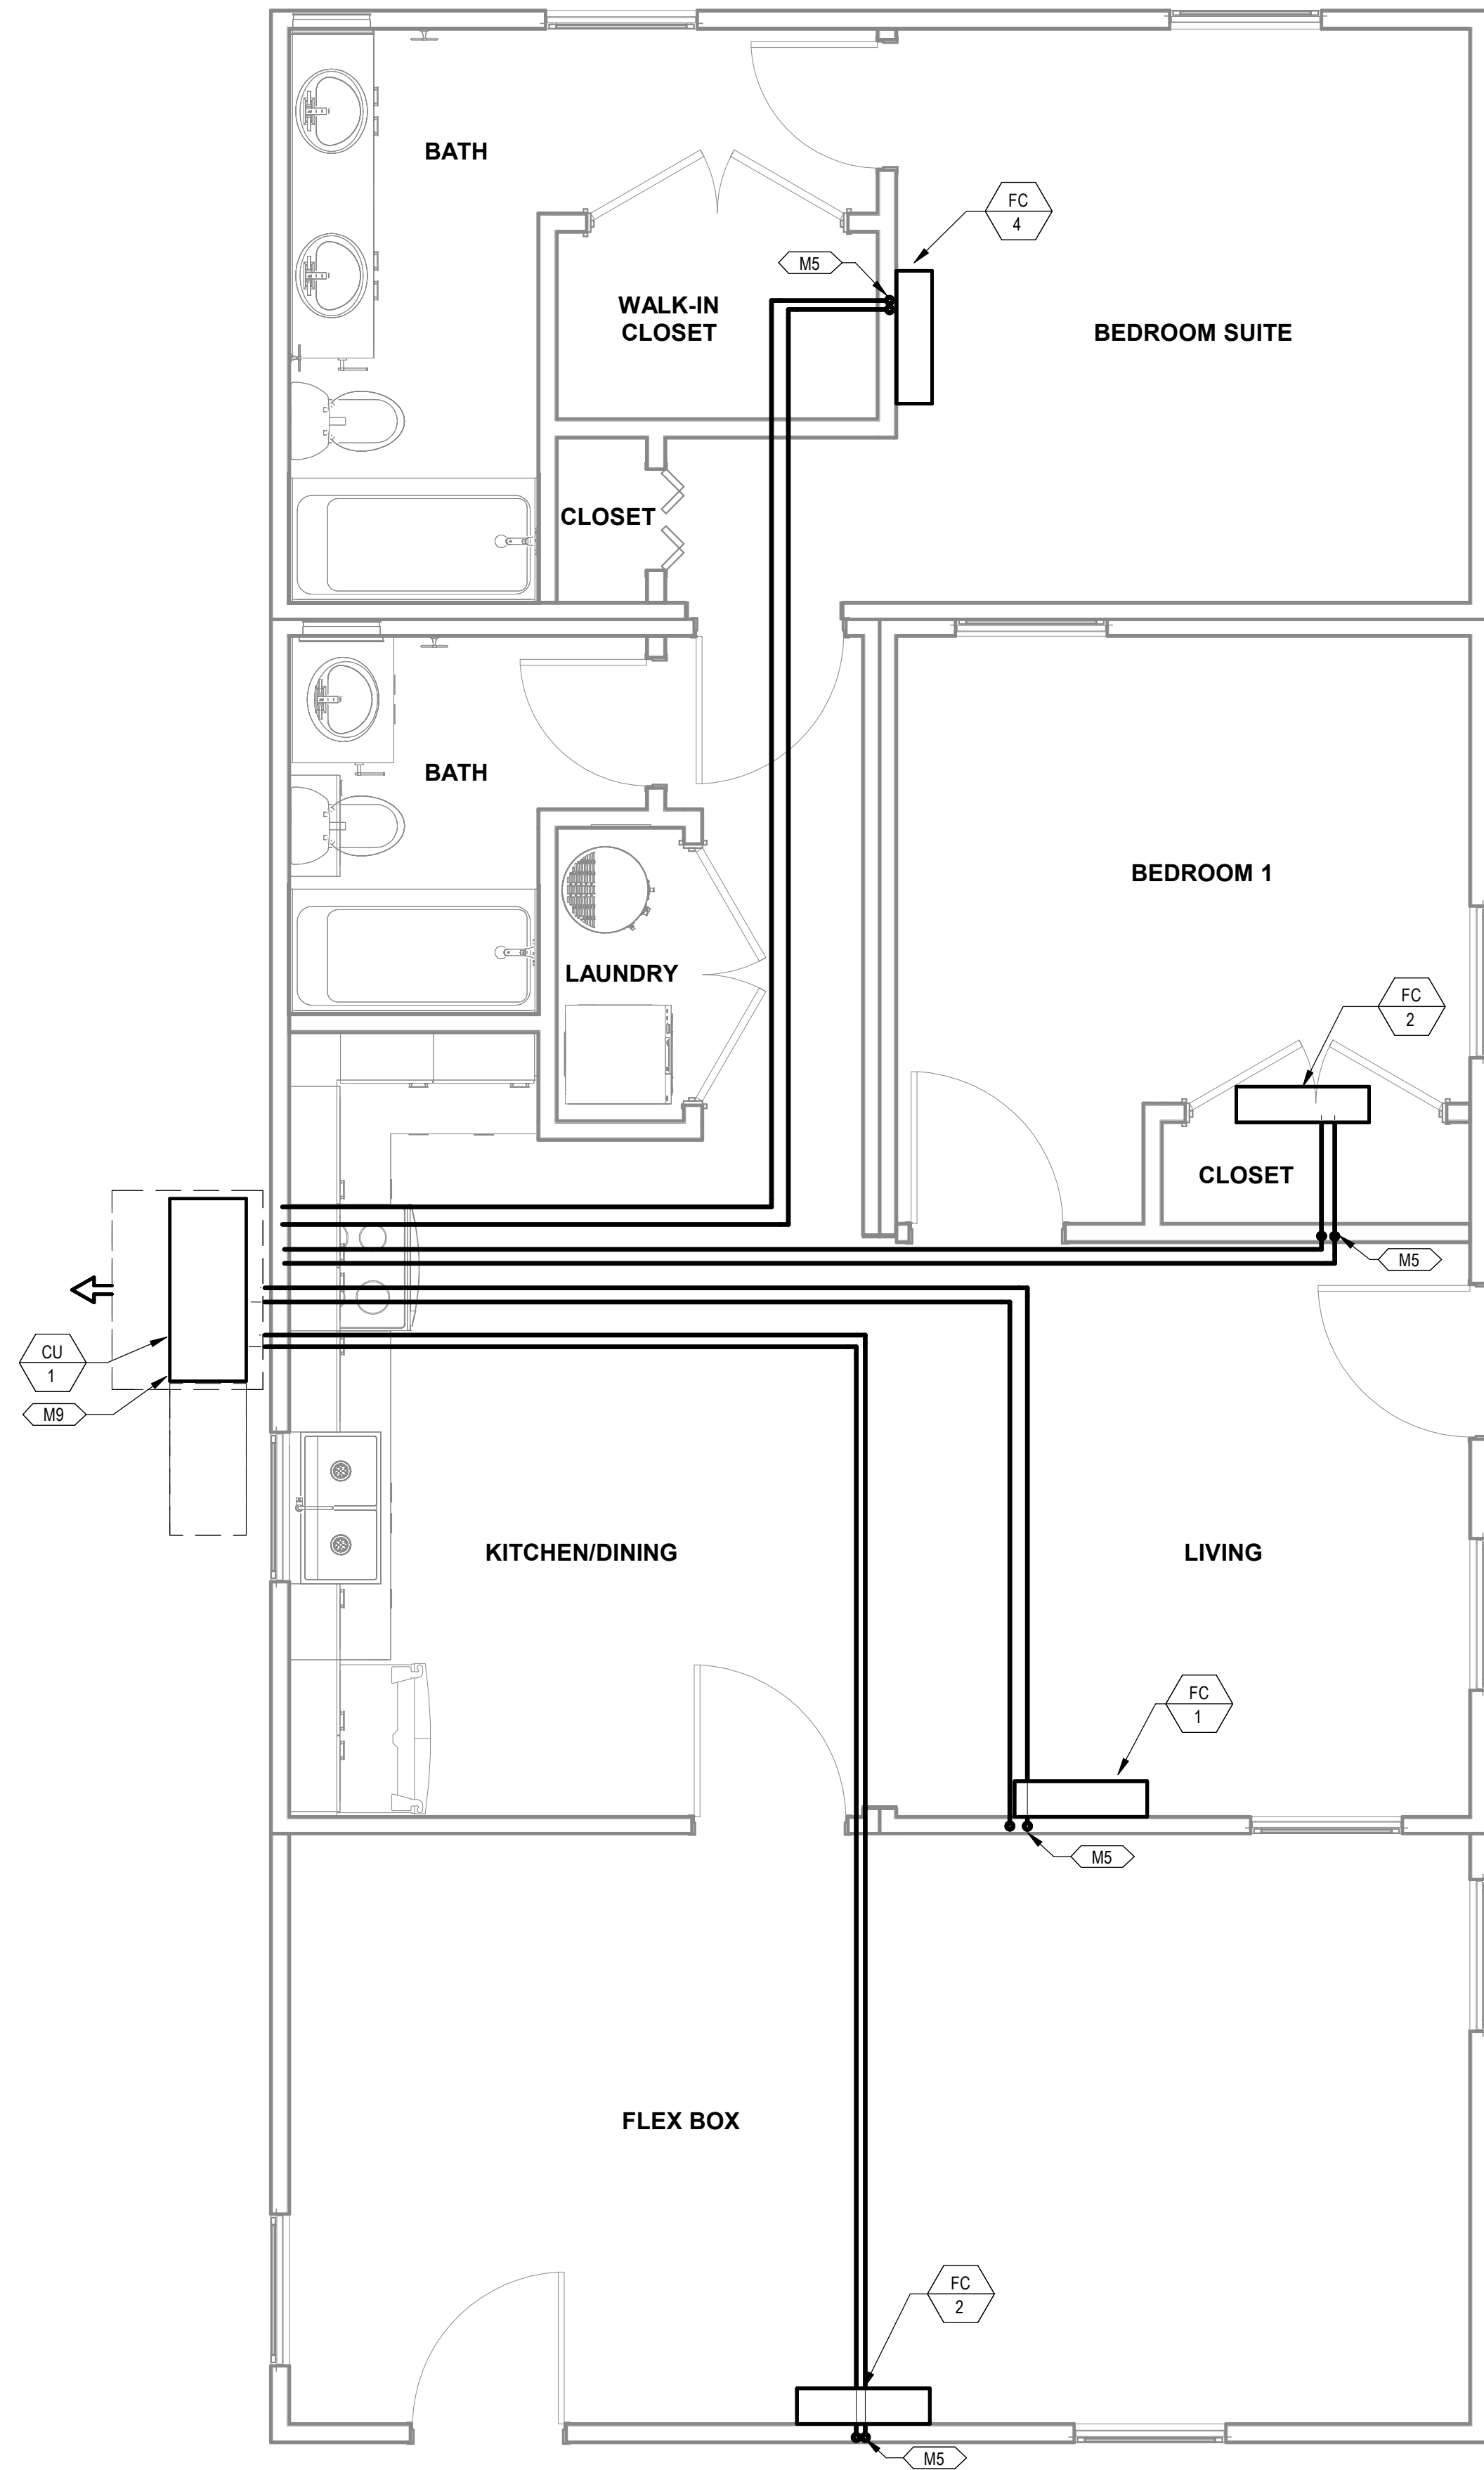 BATH
FC
4
M5
WALK-IN
CLOSET
BEDROOM SUITE
CLOSET
BATH
BEDROOM 1
LAUNDRY
FC
2
CLOSET
M5
CU
1
M9
KITCHEN/DINING
LIVING
FC
1
M5
FLEX BOX
FC
2
M5